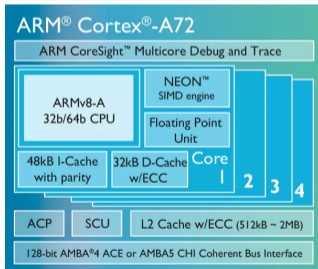 ARM® Cortex®-A72
ARM CoreSight™ Multicore Debug and Trace
ARMv8-A
32b/64b CPU
NEON™
SIMD engine
Floating Point
Unit
48kB I-Cache
with parity
32kB D-Cache
w/ECC
Core
1
2
3
4
ACP
SCU
L2 Cache w/ECC (512kB ~ 2MB)
128-bit AMBA®4 ACE or AMBA5 CHI Coherent Bus Interface